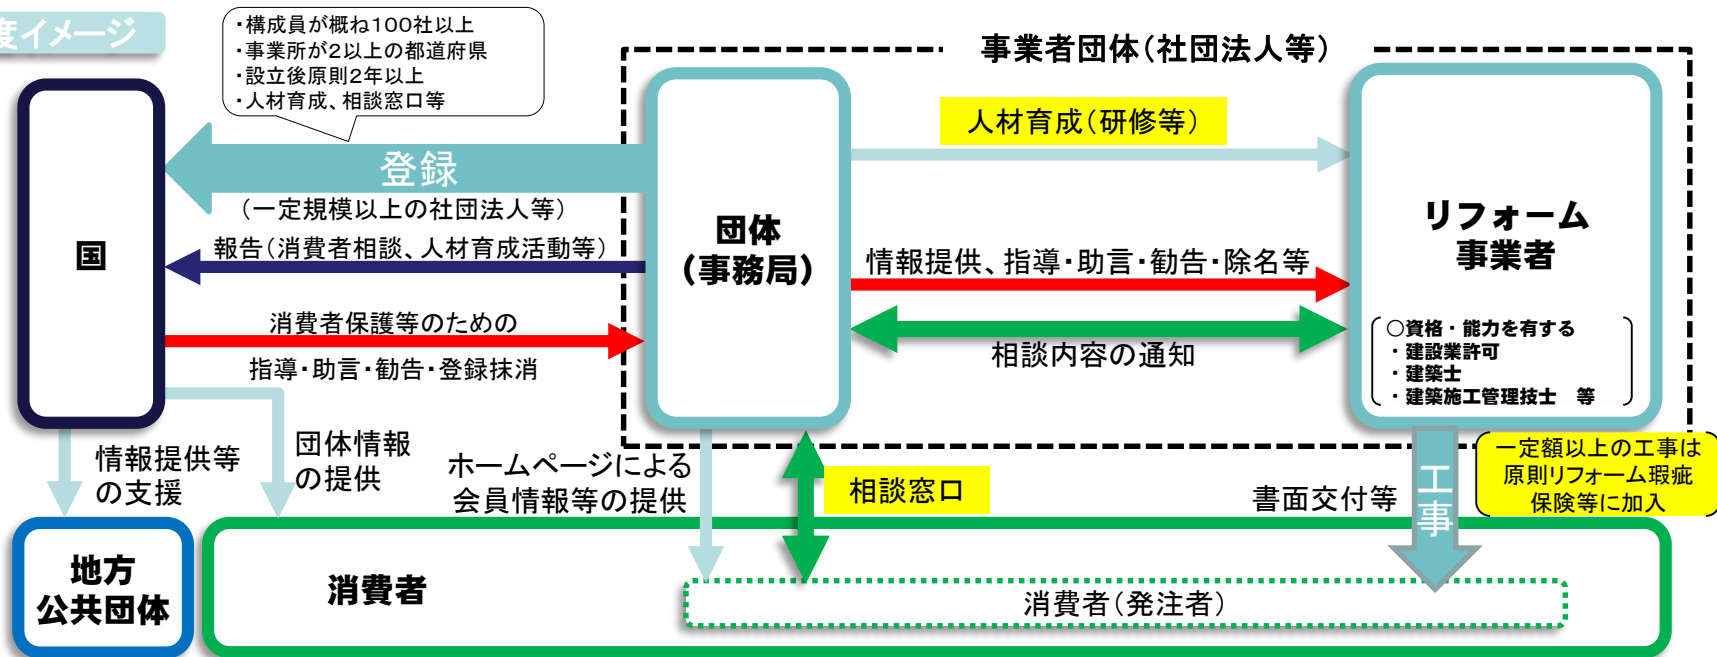 度イメージ
・構成員が概ね100社以上
・事業所が2以上の都道府県
・設立後原則2年以上
・人材育成、相談窓口等
事業者団体(社団法人等)
人材育成(研修等)
登録
(一定規模以上の社団法人等)
国
報告(消費者相談、人材育成活動等)
団体
(事務局)
情報提供、指導・助言・勧告・除名等
リフォーム
事業者
消費者保護等のための
指導・助言・勧告・登録抹消
相談内容の通知
○資格・能力を有する
・建設業許可
・建築士
・建築施工管理技士 等
情報提供等
の支援
団体情報
の提供
ホームページによる
会員情報等の提供
相談窓口
書面交付等
工事
一定額以上の工事は
原則リフォーム瑕疵
保険等に加入
地方
公共団体
消費者
消費者(発注者)